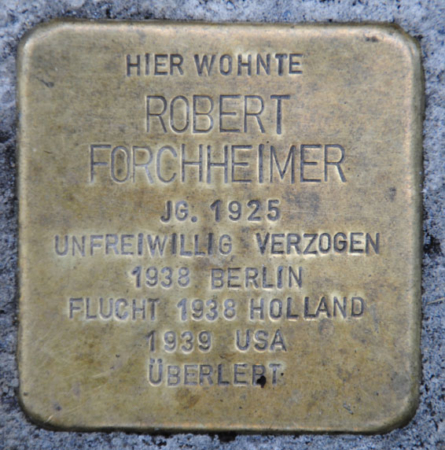 HIER WOHNTE
ROBERT
FORCHHEIMER
JG. 1925
UNFREIWILLIG VERZOGEN
1938 BERLIN
FLUCHT 1938 HOLLAND
1939 USA
ÜBERLEBT